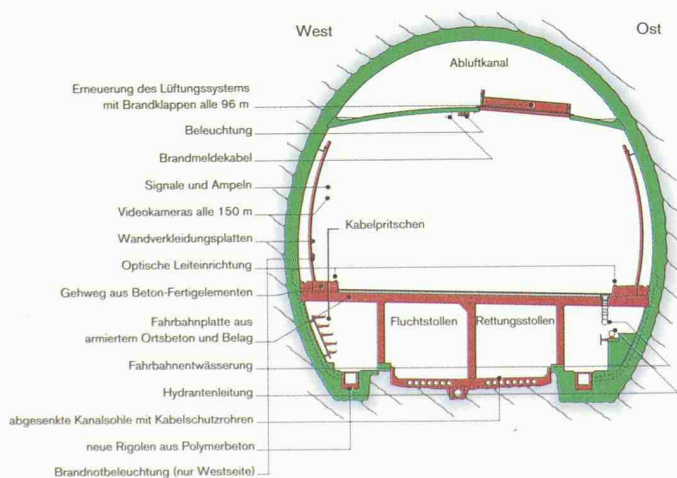 West
Ost
Abluftkanal
Erneuerung des Lüftungssystems
mit Brandklappen alle 96 m
Beleuchtung
Brandmeldekabel
Signale und Ampeln
Videokameras alle 150 m
Kabelpritschen
Wandverkleidungsplatten
Optische Leiteinrichtung
Gehweg aus Beton-Fertigelementen
Fahrbahnplatte aus
armiertem Ortsbeton und Belag
Fluchtstollen
Rettungsstollen
Fahrbahnentwässerung
Hydrantenleitung
abgesenkte Kanalsohle mit Kabelschutzrohren
neue Rigolen aus Polymerbeton
Brandnotbeleuchtung (nur Westseite)